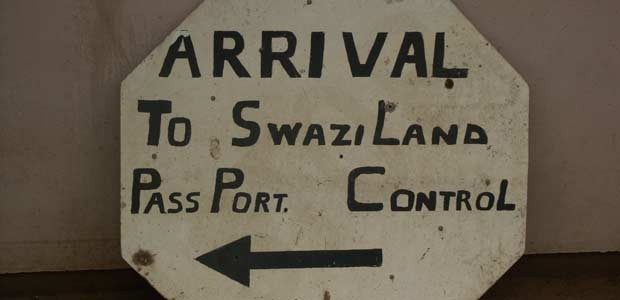 ARRIVAL
TO SWAZILAND
PASSPORT. CONTROL